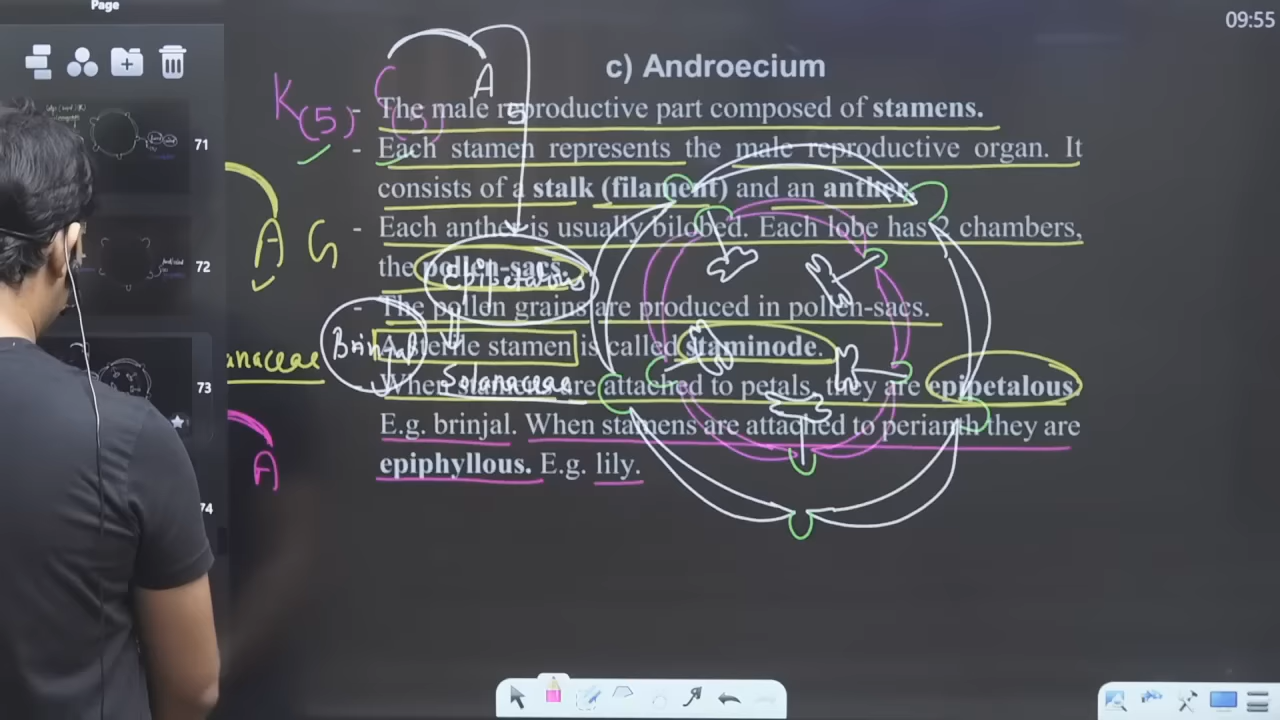 Page
09:55
71
72
73
74
c) Androecium
K(5) C(5) A5
- The male reproductive part composed of stamens.
- Each stamen represents the male reproductive organ. It
consists of a stalk (filament) and an anther.
- Each anther is usually bilobed. Each lobe has 2 chambers,
the pollen-sacs.
- The pollen grains are produced in pollen-sacs.
- A sterile stamen is called staminode.
- When stamens are attached to petals, they are epipetalous.
E.g. brinjal. When stamens are attached to perianth they are
epiphyllous. E.g. lily.
A G
Epipetalous
Brinjal
Solanaceae
anaceae
A